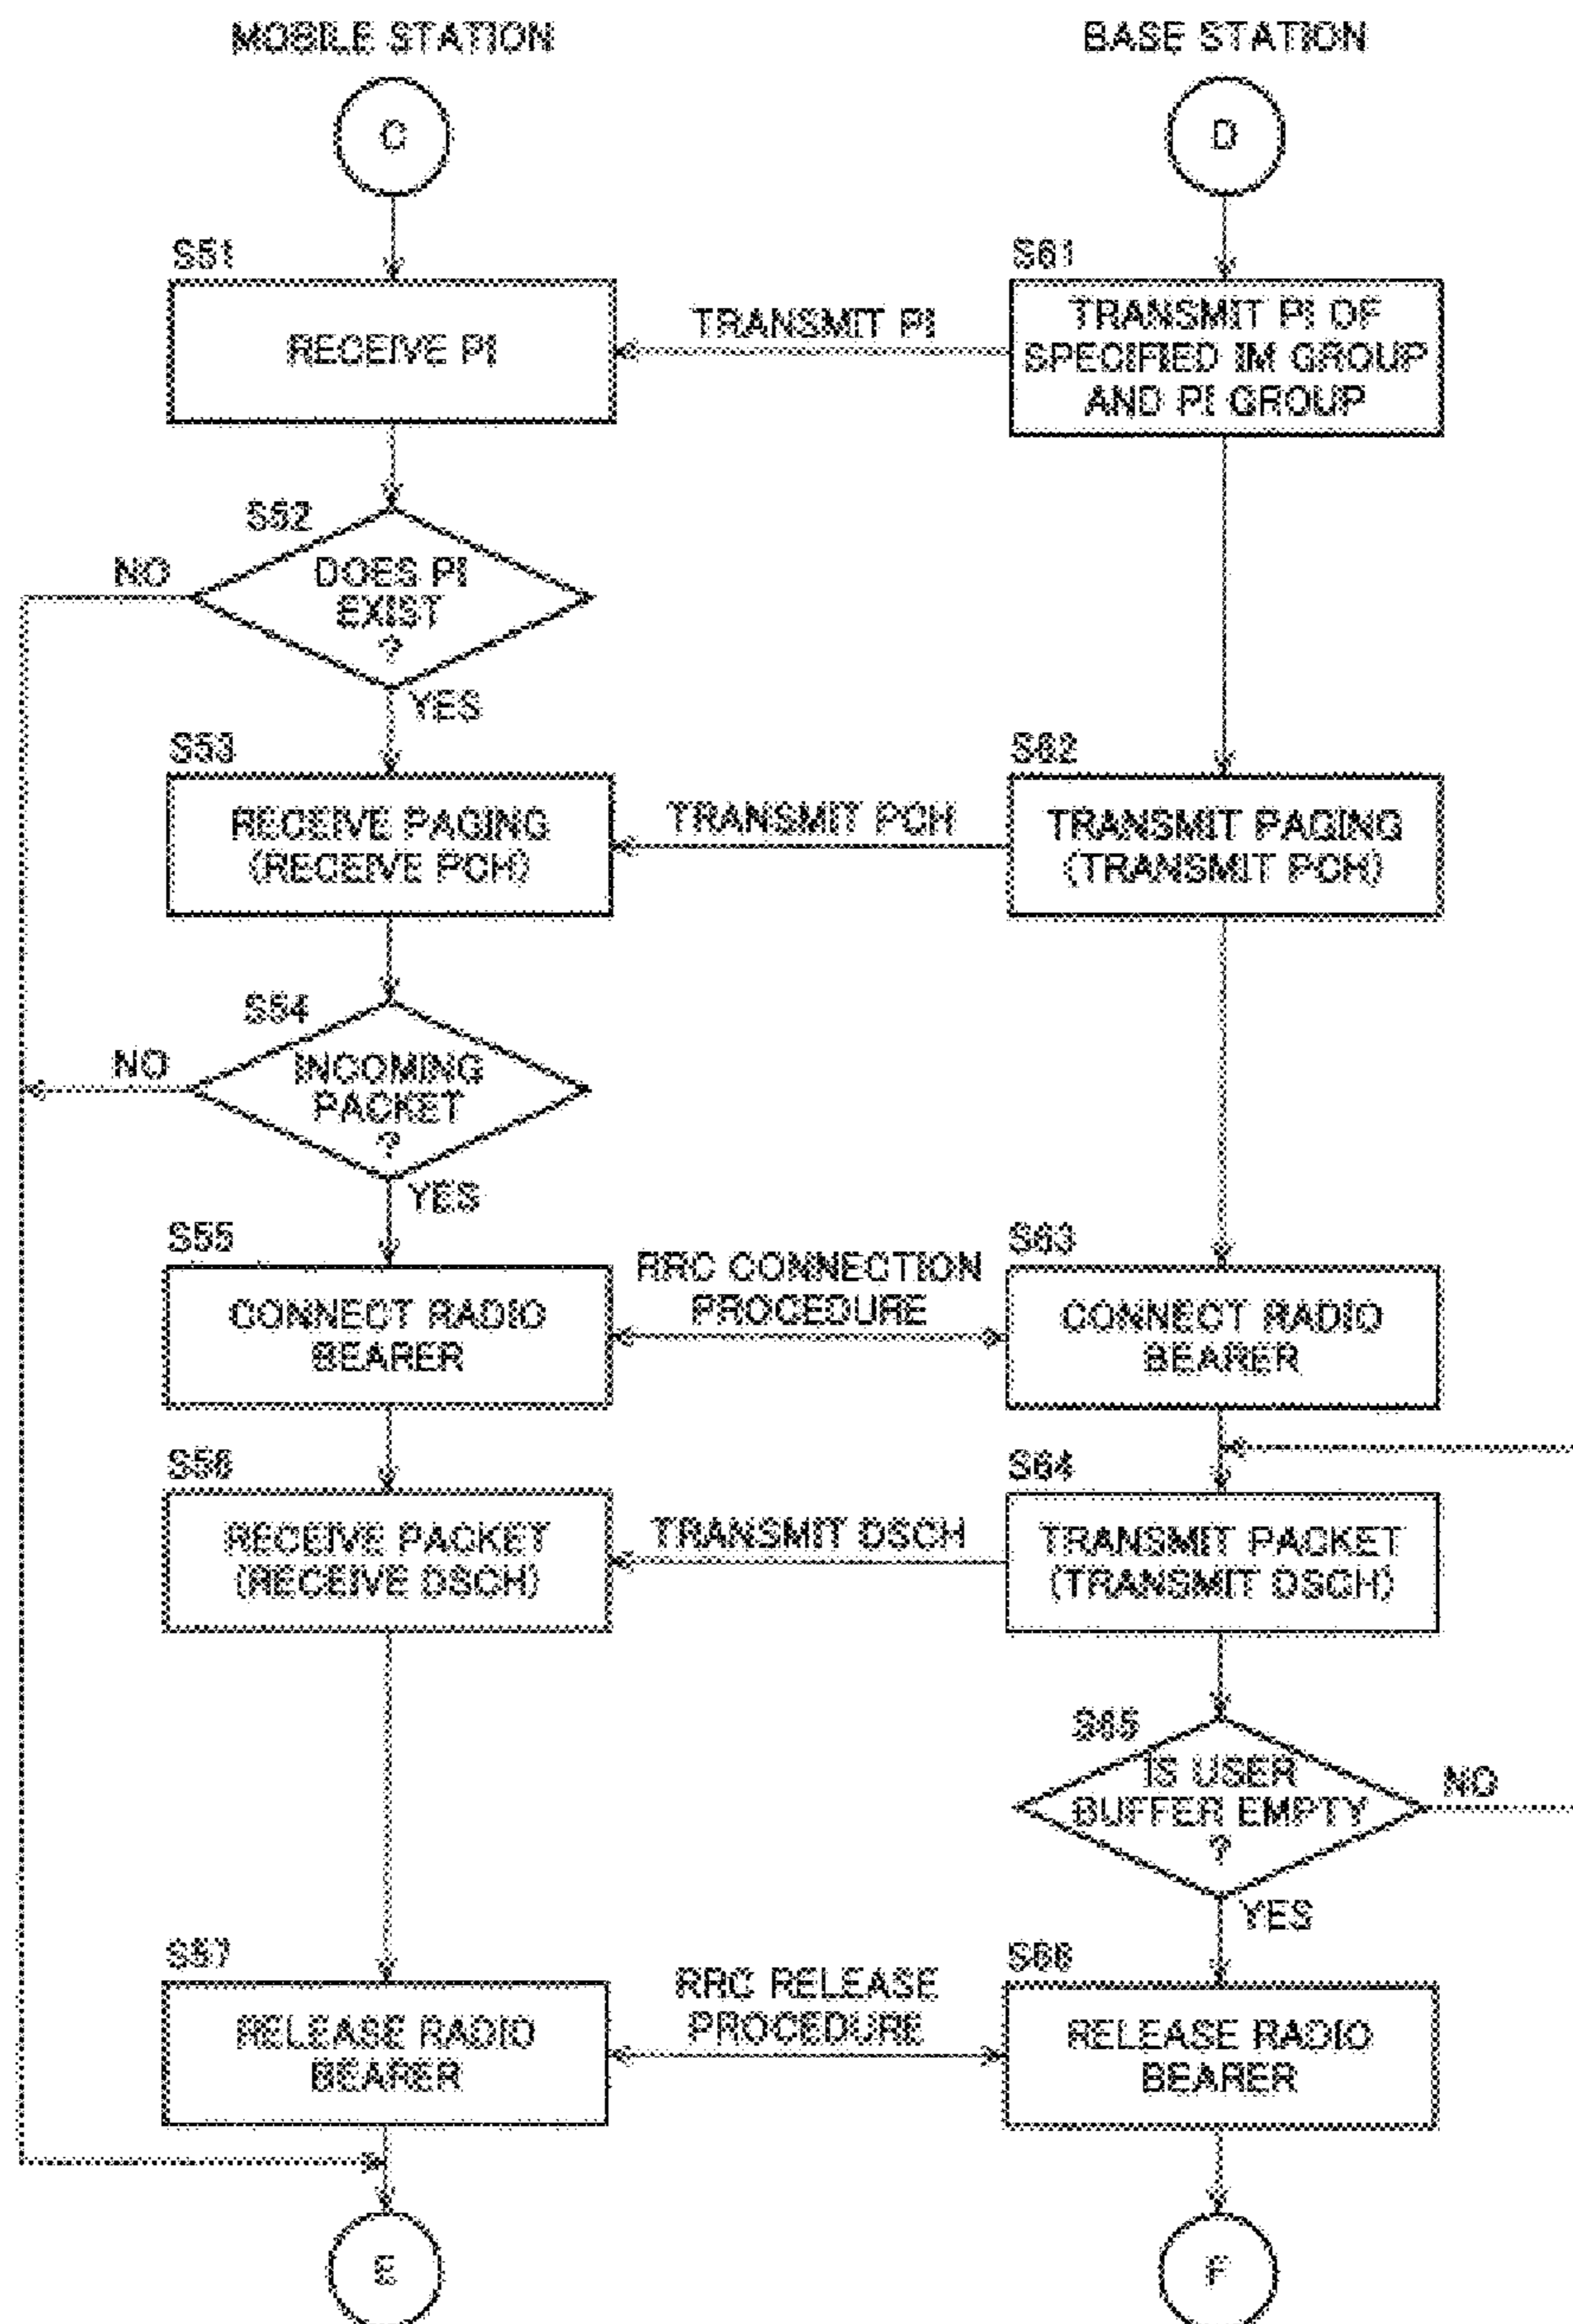 MOBILE STATION
BASE STATION
C
D
S51
S61
RECEIVE PI
TRANSMIT PI
TRANSMIT PI OF
SPECIFIED IM GROUP
AND PI GROUP
S52
DOES PI
EXIST
?
NO
YES
S53
S62
RECEIVE PAGING
(RECEIVE PCH)
TRANSMIT PCH
TRANSMIT PAGING
(TRANSMIT PCH)
S54
INCOMING
PACKET
?
NO
YES
S55
S63
CONNECT RADIO
BEARER
RRC CONNECTION
PROCEDURE
CONNECT RADIO
BEARER
S56
S64
RECEIVE PACKET
(RECEIVE DSCH)
TRANSMIT DSCH
TRANSMIT PACKET
(TRANSMIT DSCH)
S65
IS USER
BUFFER EMPTY
?
NO
YES
S57
S66
RELEASE RADIO
BEARER
RRC RELEASE
PROCEDURE
RELEASE RADIO
BEARER
E
F